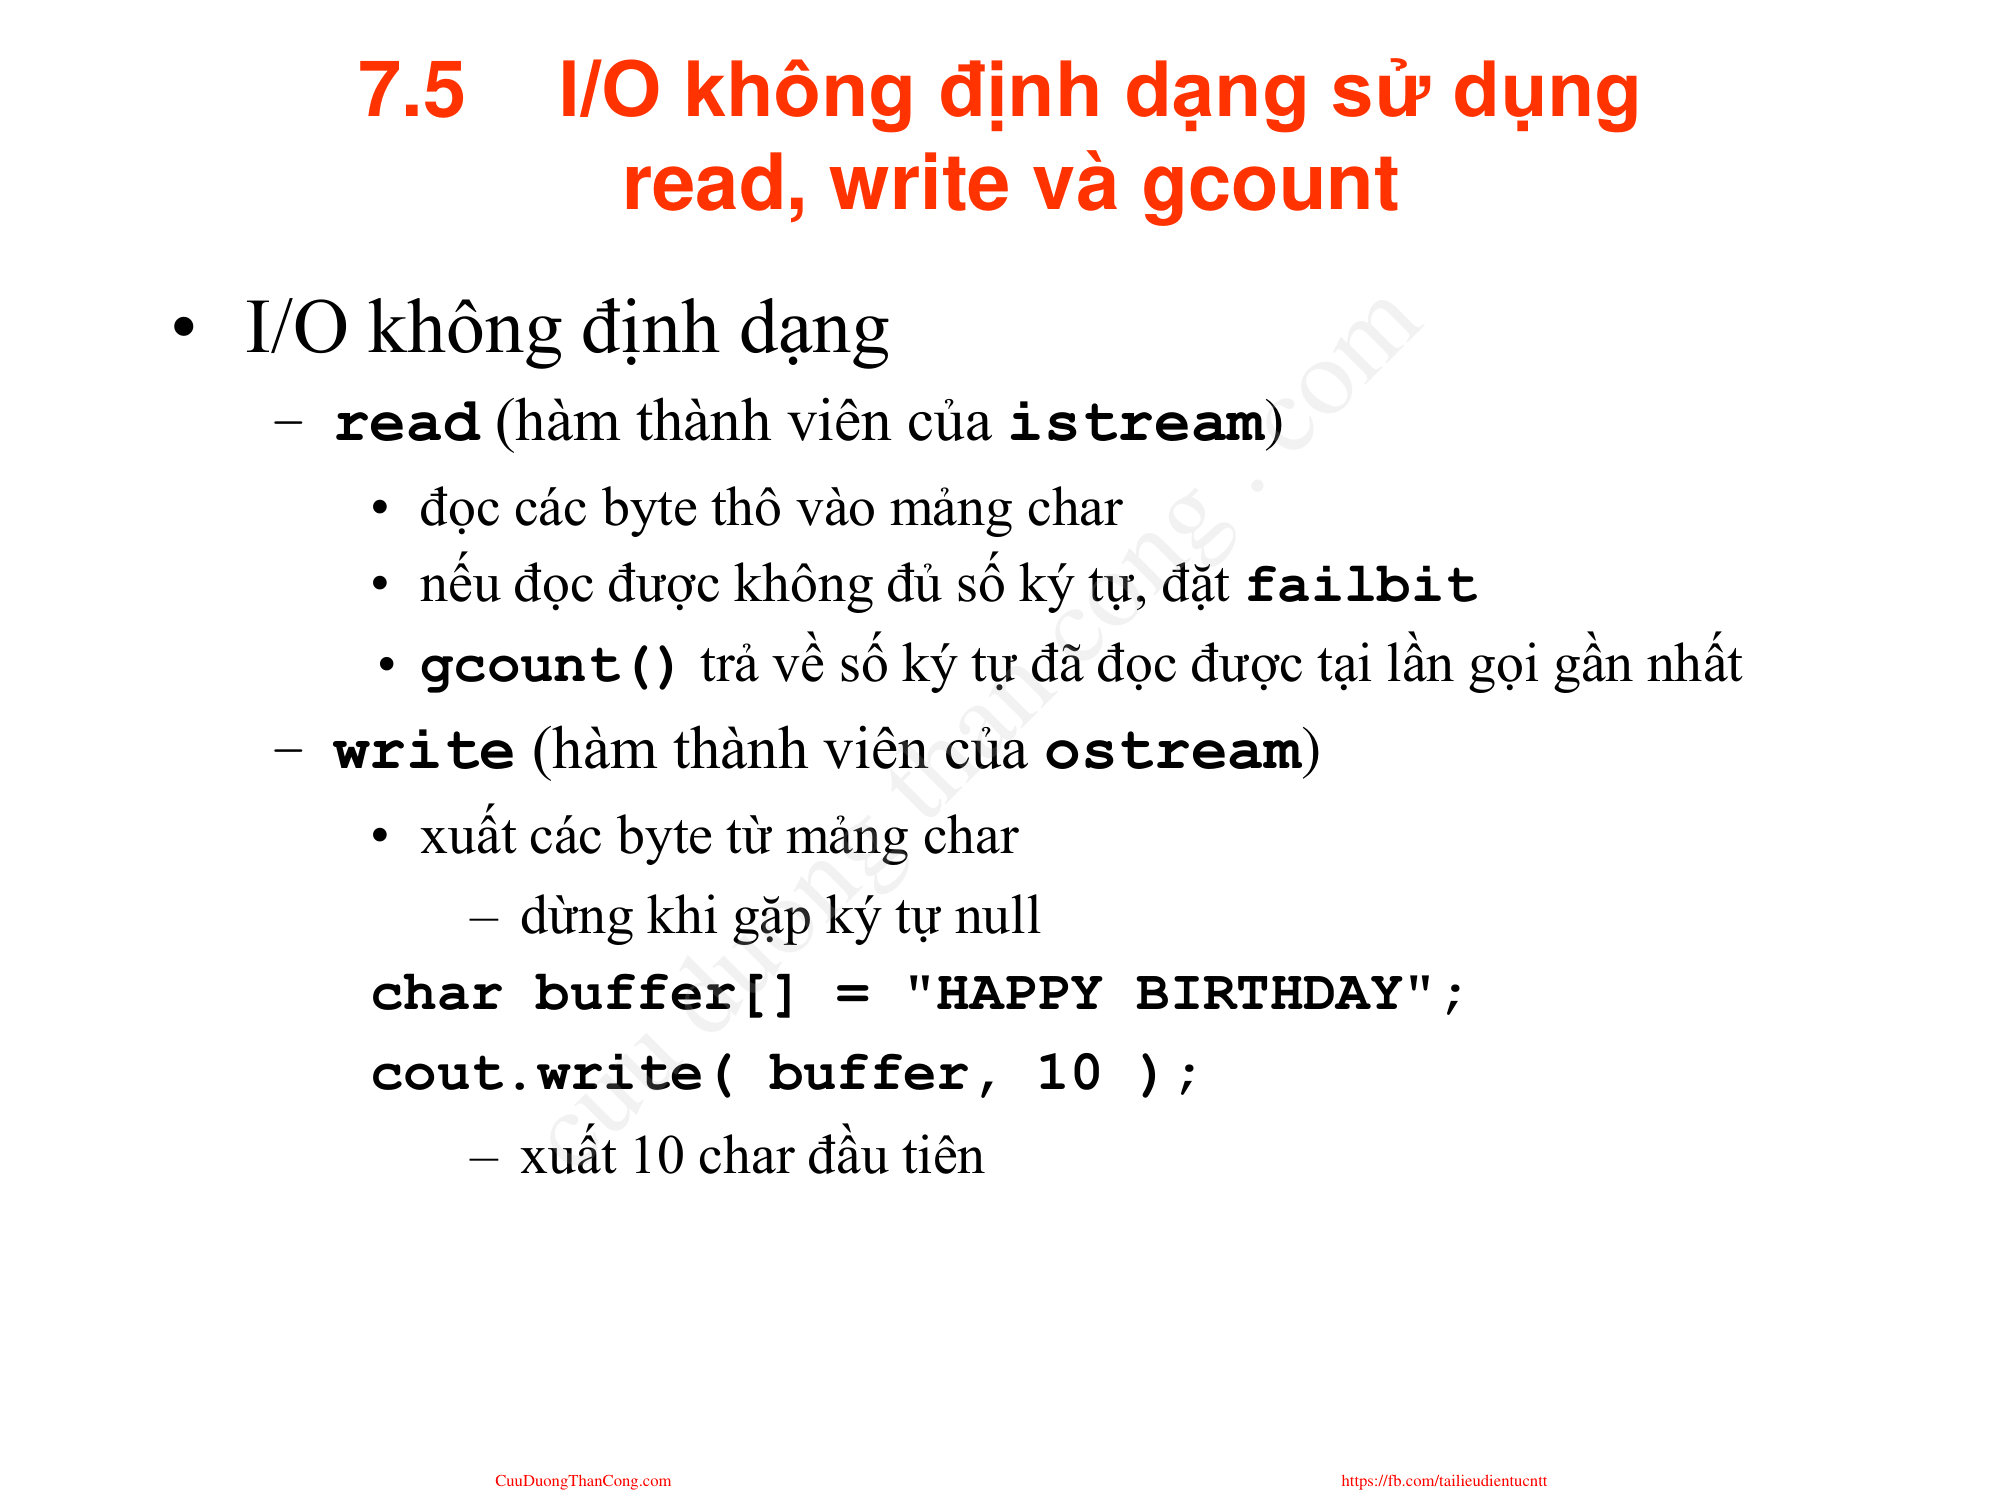 7.5 I/O không định dạng sử dụng
read, write và gcount
• I/O không định dạng
– read (hàm thành viên của istream)
• đọc các byte thô vào mảng char
• nếu đọc được không đủ số ký tự, đặt failbit
• gcount() trả về số ký tự đã đọc được tại lần gọi gần nhất
– write (hàm thành viên của ostream)
• xuất các byte từ mảng char
– dừng khi gặp ký tự null
char buffer[] = "HAPPY BIRTHDAY";
cout.write( buffer, 10 );
– xuất 10 char đầu tiên
cuu duong than cong . com
CuuDuongThanCong.com
https://fb.com/tailieudientucntt